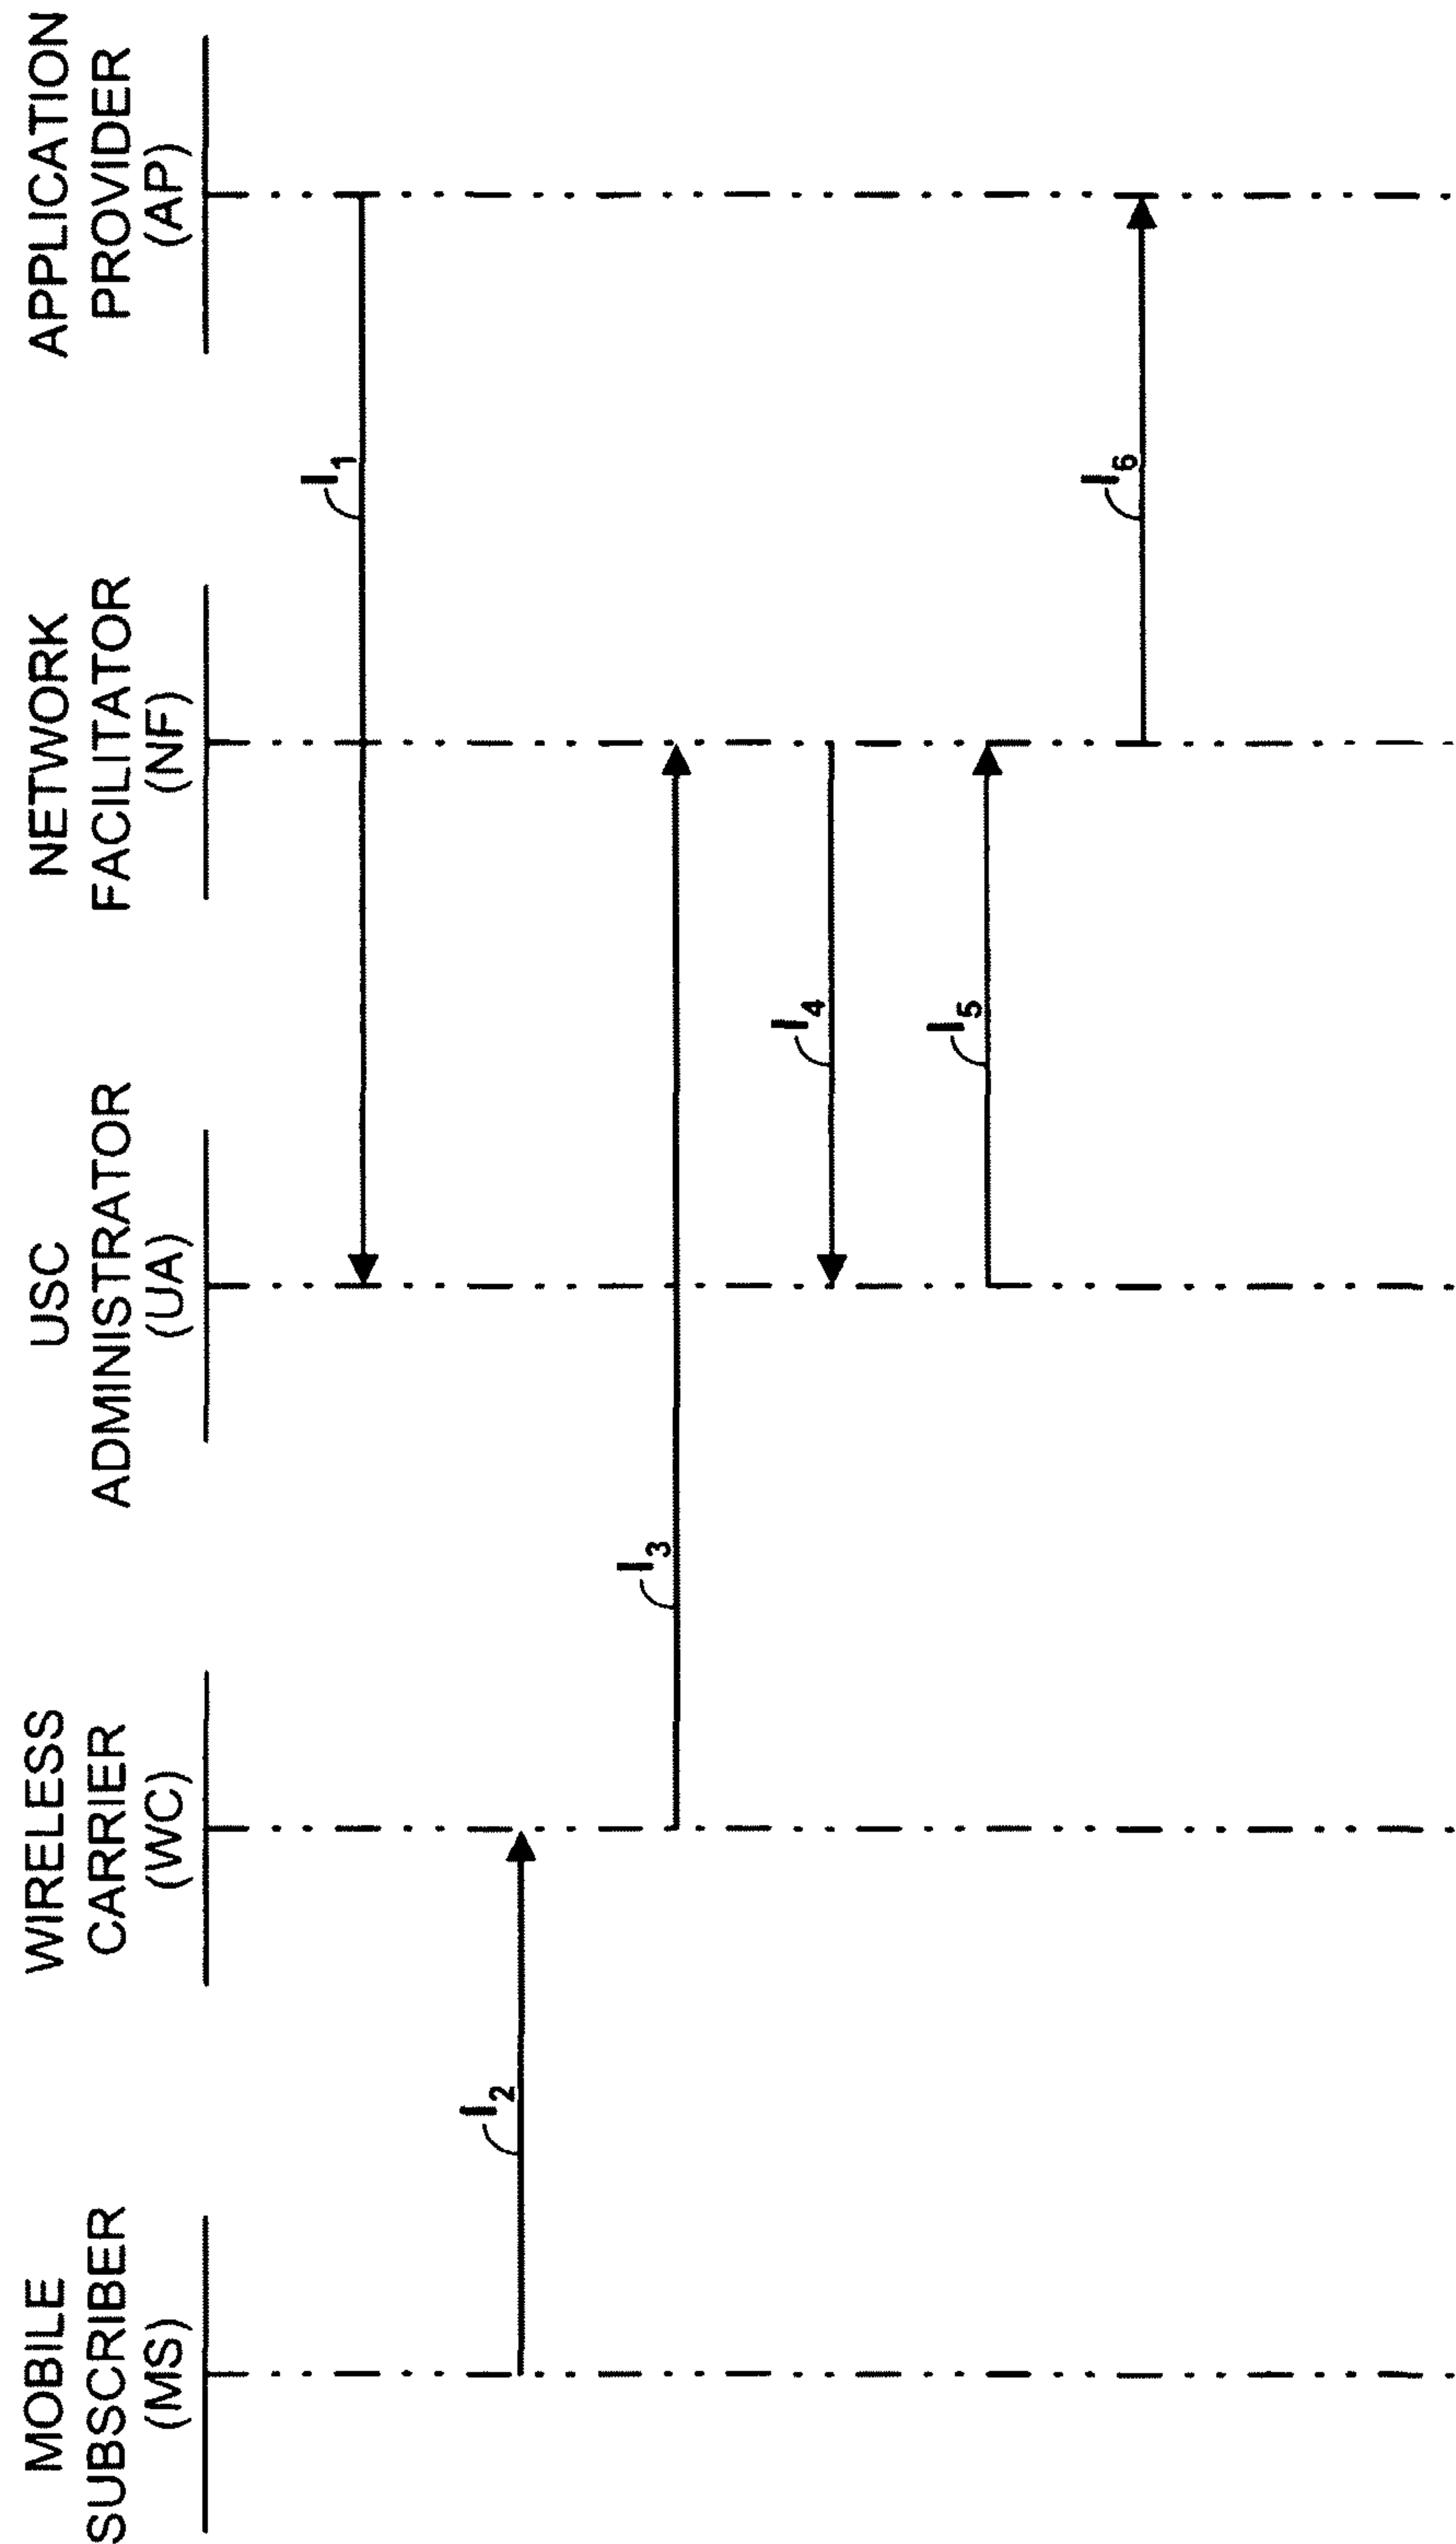 MOBILE
SUBSCRIBER
(MS)
WIRELESS
CARRIER
(WC)
USC
ADMINISTRATOR
(UA)
NETWORK
FACILITATOR
(NF)
APPLICATION
PROVIDER
(AP)
I1
I2
I3
I4
I5
I6